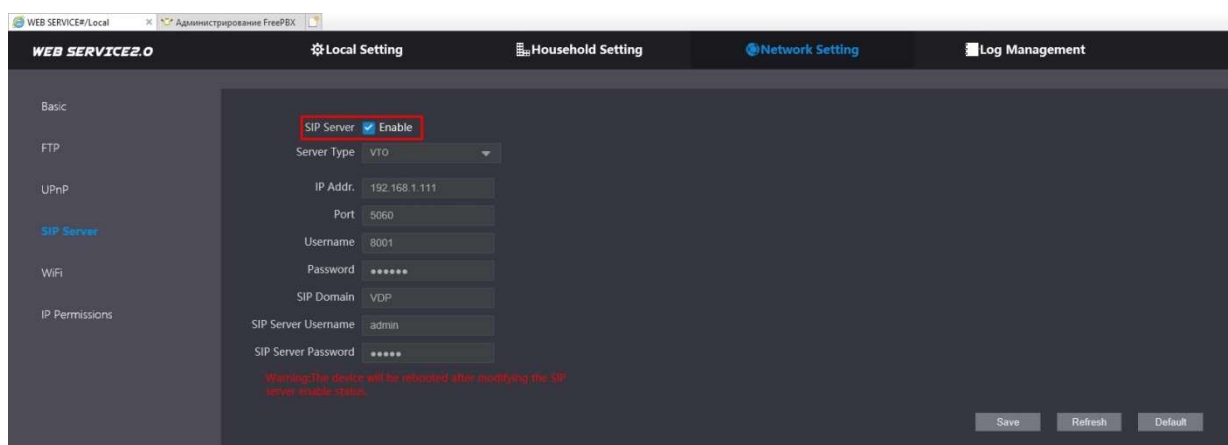 WEB SERVICE#/Local
Администрирование FreePBX
WEB SERVICE2.0
Local Setting
Household Setting
Network Setting
Log Management
Basic
FTP
UPnP
SIP Server
WiFi
IP Permissions
SIP Server Enable
Server Type VTO
IP Addr. 192.168.1.111
Port 5060
Username 8001
Password ●●●●●●
SIP Domain VDP
SIP Server Username admin
SIP Server Password ●●●●●
Warning:The device will be rebooted after modifying the SIP
server enable status.
Save Refresh Default